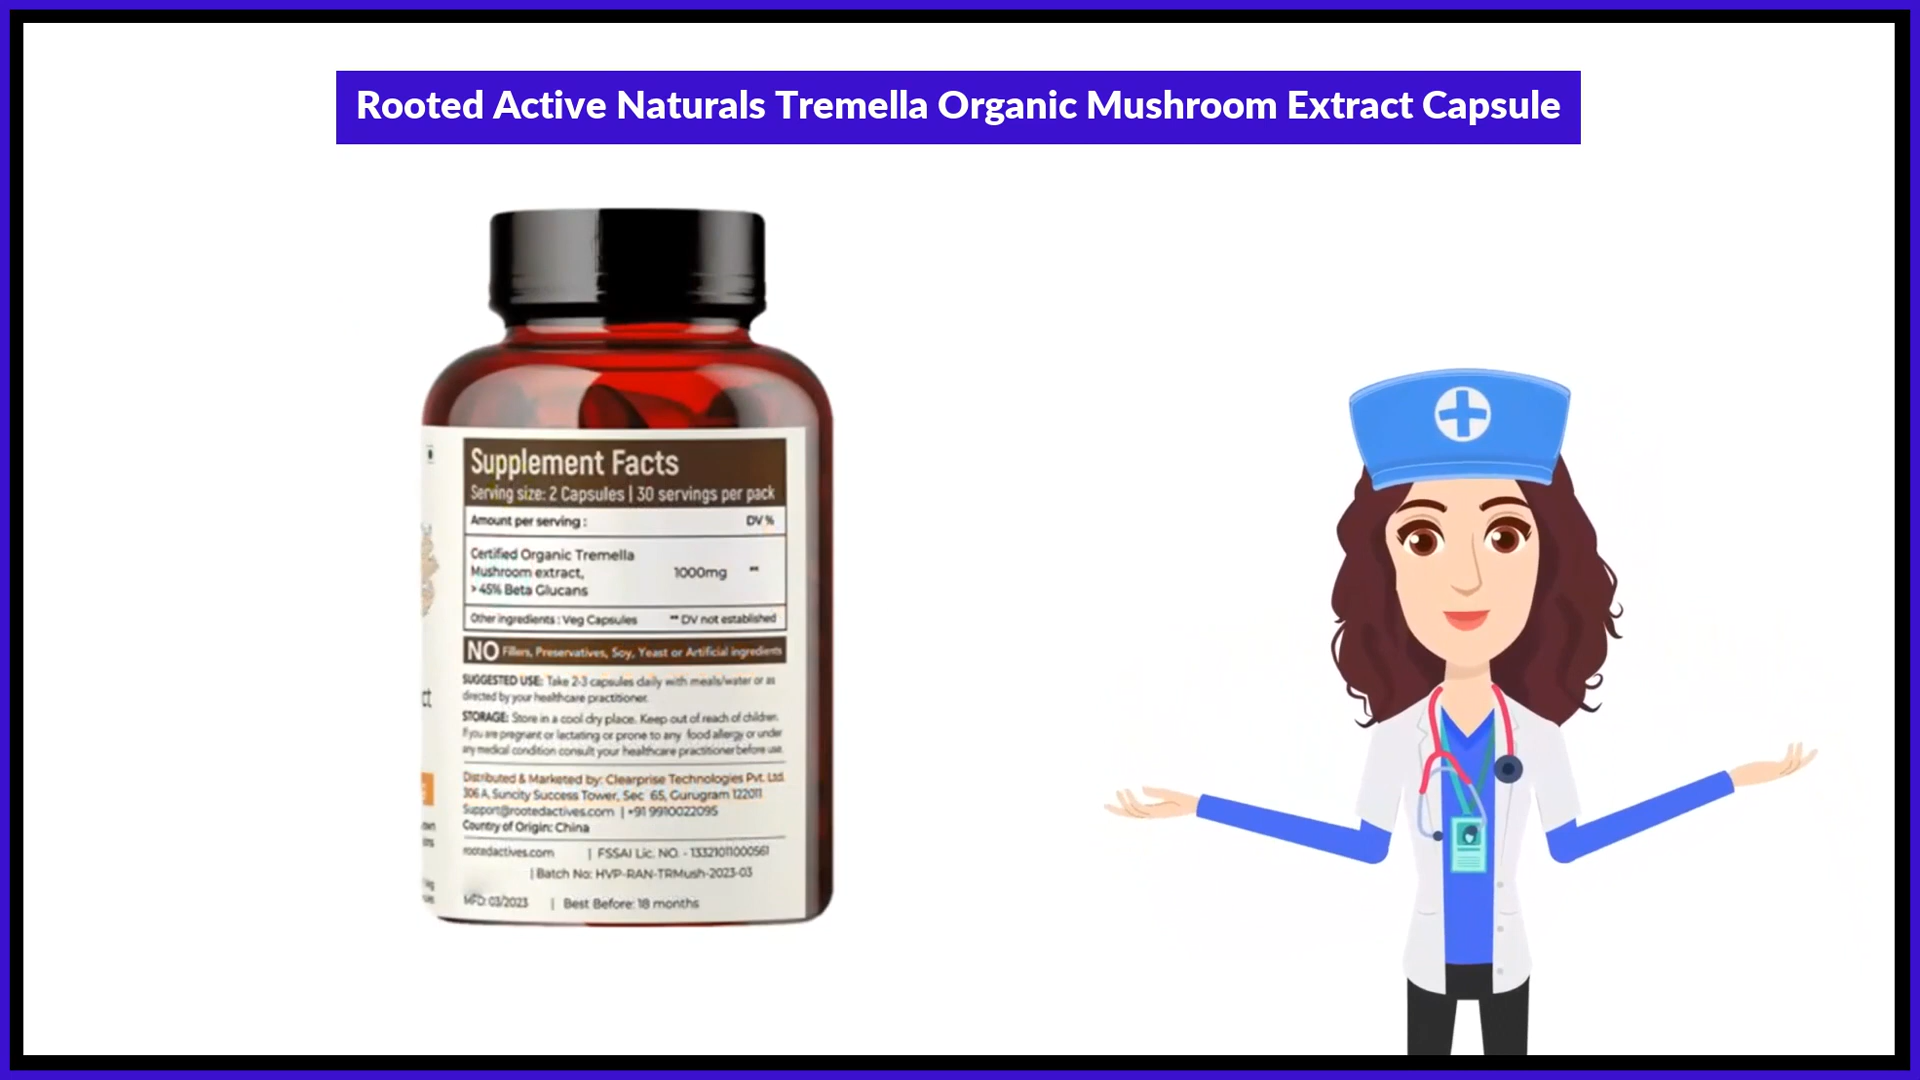 Rooted Active Naturals Tremella Organic Mushroom Extract Capsule
Supplement Facts
Serving size: 2 Capsules | 30 servings per pack
Amount per serving : DV %
Certified Organic Tremella
Mushroom extract, 1000mg **
> 45% Beta Glucans
Other ingredients : Veg Capsules ** DV not established
NO Fillers, Preservatives, Soy, Yeast or Artificial ingredients
SUGGESTED USE: Take 2-3 capsules daily with meals/water or as
directed by your healthcare practitioner.
STORAGE: Store in a cool dry place. Keep out of reach of children.
If you are pregnant or lactating or prone to any food allergy or under
any medical condition consult your healthcare practitioner before use.
Distributed & Marketed by: Clearprise Technologies Pvt. Ltd.
306 A, Suncity Success Tower, Sec 65, Gurugram 122011
Support@rootedactives.com | +91 9910022095
Country of Origin: China
rootedactives.com | FSSAI Lic. NO. - 13321011000561
| Batch No: HVP-RAN-TRMush-2023-03
MFD: 03/2023 | Best Before: 18 months